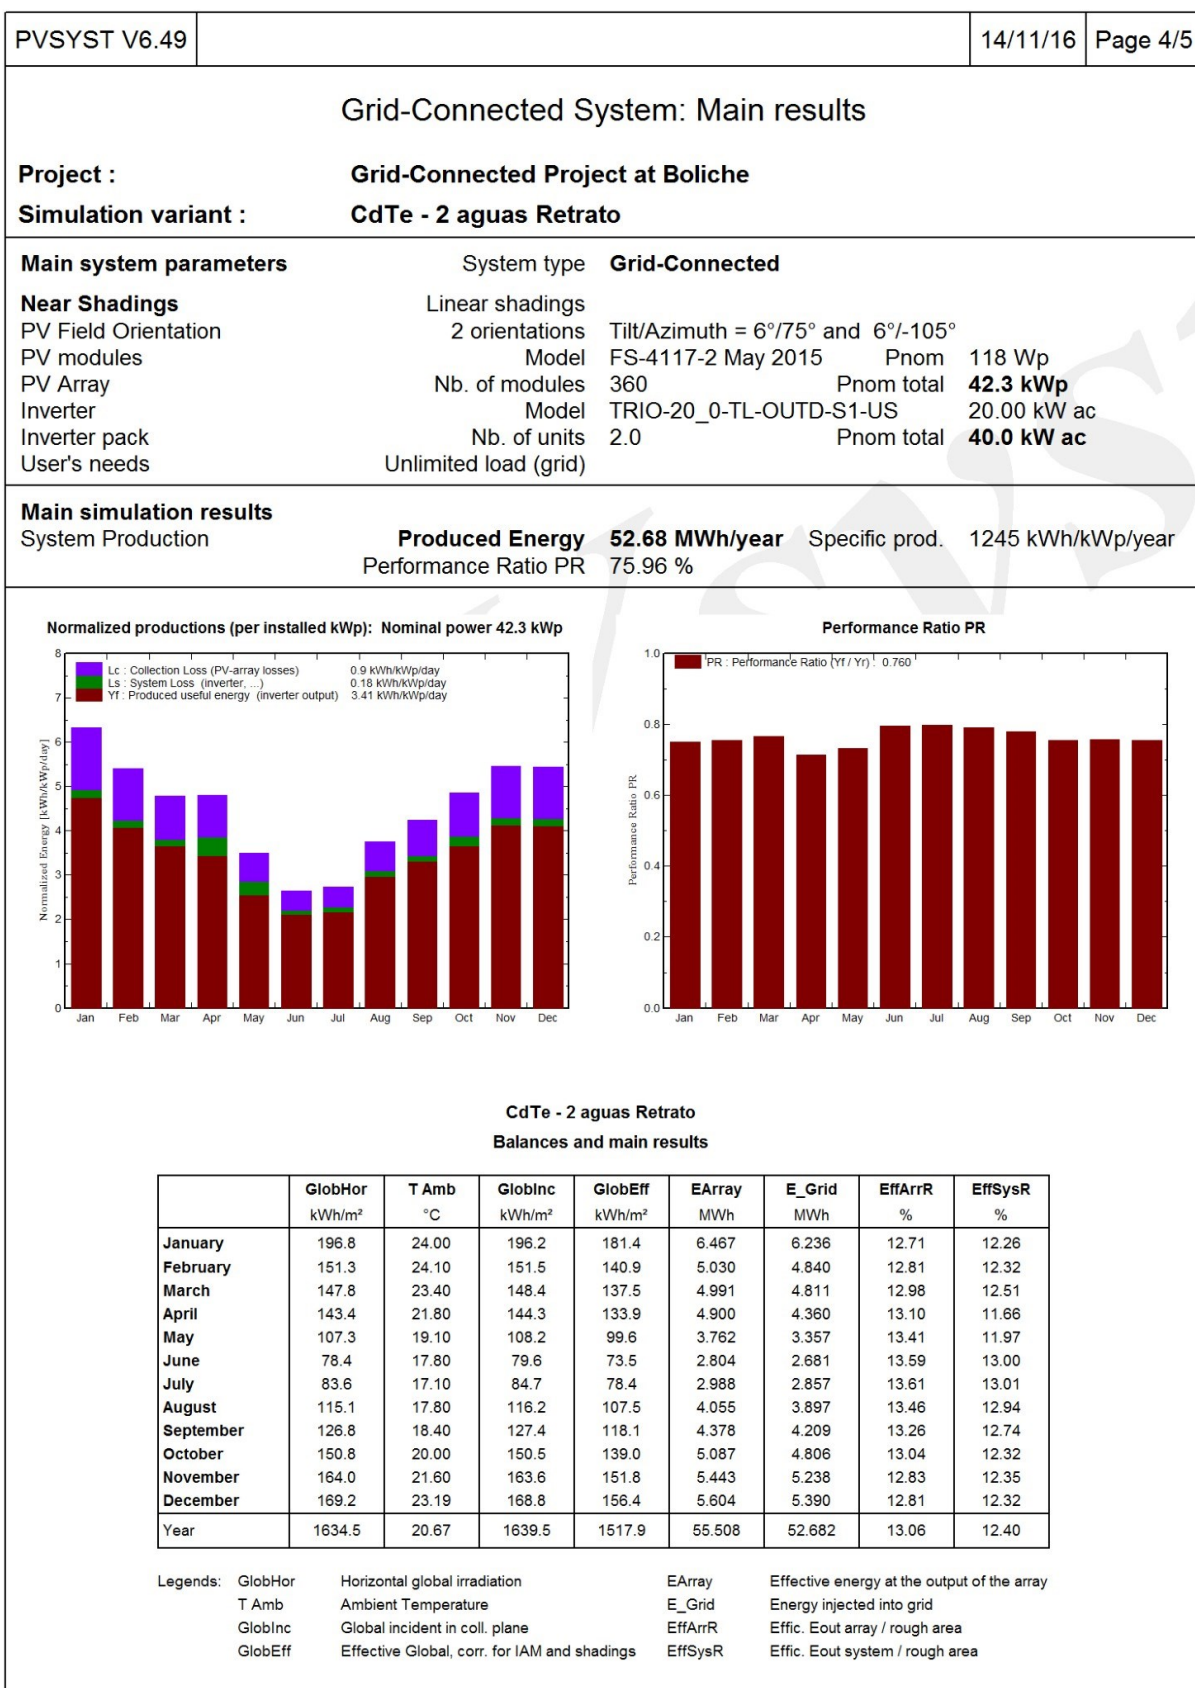 PVSYST V6.49 14/11/16 Page 4/5
Grid-Connected System: Main results
Project : Grid-Connected Project at Boliche
Simulation variant : CdTe - 2 aguas Retrato
Main system parameters System type Grid-Connected
Near Shadings Linear shadings
PV Field Orientation 2 orientations Tilt/Azimuth = 6°/75° and 6°/-105°
PV modules Model FS-4117-2 May 2015 Pnom 118 Wp
PV Array Nb. of modules 360 Pnom total 42.3 kWp
Inverter Model TRIO-20_0-TL-OUTD-S1-US 20.00 kW ac
Inverter pack Nb. of units 2.0 Pnom total 40.0 kW ac
User's needs Unlimited load (grid)
Main simulation results
System Production Produced Energy 52.68 MWh/year Specific prod. 1245 kWh/kWp/year
Performance Ratio PR 75.96 %
Normalized productions (per installed kWp): Nominal power 42.3 kWp
Lc : Collection Loss (PV-array losses) 0.9 kWh/kWp/day
Ls : System Loss (inverter, ...) 0.18 kWh/kWp/day
Yf : Produced useful energy (inverter output) 3.41 kWh/kWp/day
Normalized Energy [kWh/kWp/day]
8
7
6
5
4
3
2
1
0
Jan Feb Mar Apr May Jun Jul Aug Sep Oct Nov Dec
Performance Ratio PR
PR : Performance Ratio (Yf / Yr) : 0.760
Performance Ratio PR
1.0
0.8
0.6
0.4
0.2
0.0
Jan Feb Mar Apr May Jun Jul Aug Sep Oct Nov Dec
CdTe - 2 aguas Retrato
Balances and main results
GlobHor T Amb GlobInc GlobEff EArray E_Grid EffArrR EffSysR
kWh/m² °C kWh/m² kWh/m² MWh MWh % %
January 196.8 24.00 196.2 181.4 6.467 6.236 12.71 12.26
February 151.3 24.10 151.5 140.9 5.030 4.840 12.81 12.32
March 147.8 23.40 148.4 137.5 4.991 4.811 12.98 12.51
April 143.4 21.80 144.3 133.9 4.900 4.360 13.10 11.66
May 107.3 19.10 108.2 99.6 3.762 3.357 13.41 11.97
June 78.4 17.80 79.6 73.5 2.804 2.681 13.59 13.00
July 83.6 17.10 84.7 78.4 2.988 2.857 13.61 13.01
August 115.1 17.80 116.2 107.5 4.055 3.897 13.46 12.94
September 126.8 18.40 127.4 118.1 4.378 4.209 13.26 12.74
October 150.8 20.00 150.5 139.0 5.087 4.806 13.04 12.32
November 164.0 21.60 163.6 151.8 5.443 5.238 12.83 12.35
December 169.2 23.19 168.8 156.4 5.604 5.390 12.81 12.32
Year 1634.5 20.67 1639.5 1517.9 55.508 52.682 13.06 12.40
Legends: GlobHor Horizontal global irradiation EArray Effective energy at the output of the array
T Amb Ambient Temperature E_Grid Energy injected into grid
GlobInc Global incident in coll. plane EffArrR Effic. Eout array / rough area
GlobEff Effective Global, corr. for IAM and shadings EffSysR Effic. Eout system / rough area